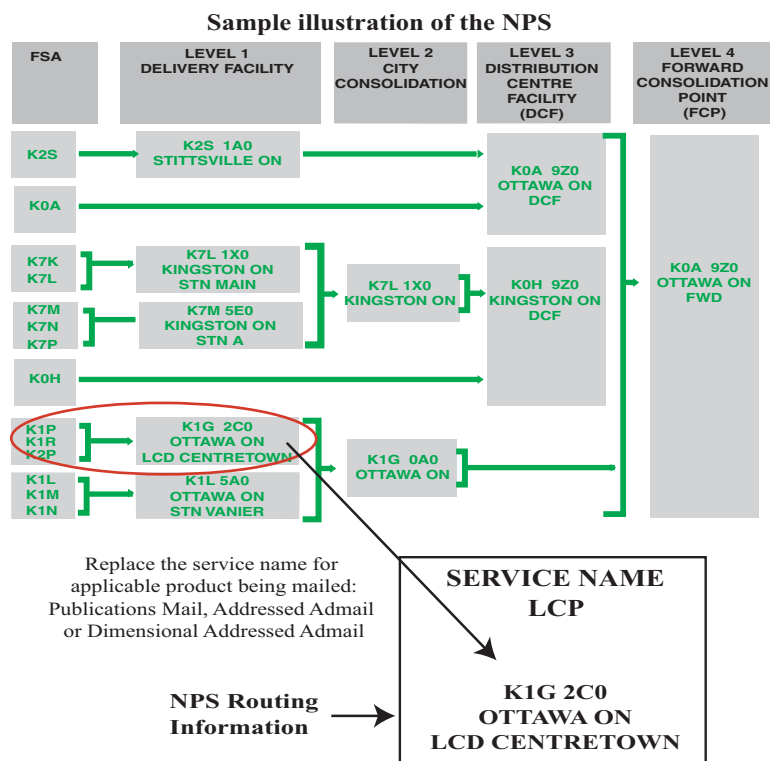 Sample illustration of the NPS
FSA
LEVEL 1
DELIVERY FACILITY
LEVEL 2
CITY
CONSOLIDATION
LEVEL 3
DISTRIBUTION
CENTRE
FACILITY
(DCF)
LEVEL 4
FORWARD
CONSOLIDATION
POINT
(FCP)
K2S
K2S 1A0
STITTSVILLE ON
K0A
K0A 9Z0
OTTAWA ON
DCF
K7K
K7L
K7L 1X0
KINGSTON ON
STN MAIN
K7M
K7N
K7P
K7M 5E0
KINGSTON ON
STN A
K7L 1X0
KINGSTON ON
K0H 9Z0
KINGSTON ON
DCF
K0A 9Z0
OTTAWA ON
FWD
K0H
K1P
K1R
K2P
K1G 2C0
OTTAWA ON
LCD CENTRETOWN
K1L
K1M
K1N
K1L 5A0
OTTAWA ON
STN VANIER
K1G 0A0
OTTAWA ON
Replace the service name for
applicable product being mailed:
Publications Mail, Addressed Admail
or Dimensional Addressed Admail
SERVICE NAME
LCP
NPS Routing
Information
K1G 2C0
OTTAWA ON
LCD CENTRETOWN